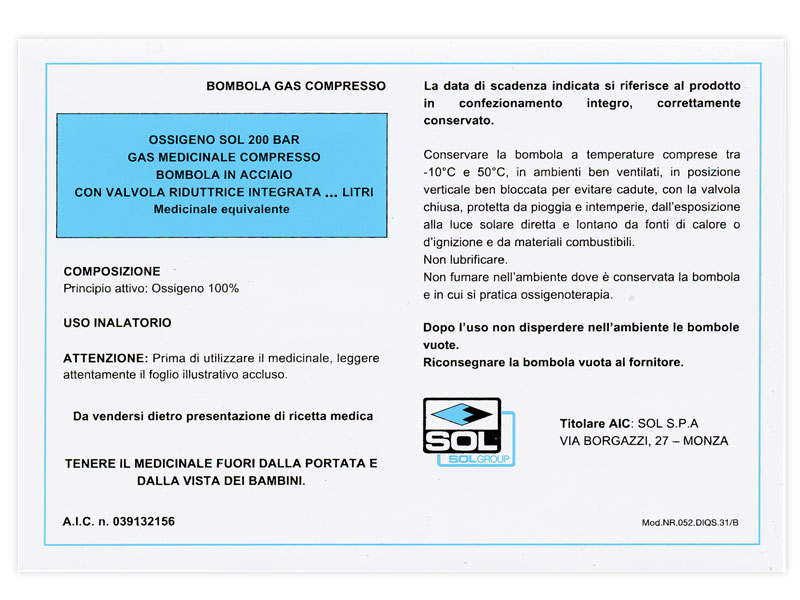 BOMBOLA GAS COMPRESSO
OSSIGENO SOL 200 BAR
GAS MEDICINALE COMPRESSO
BOMBOLA IN ACCIAIO
CON VALVOLA RIDUTTRICE INTEGRATA ... LITRI
Medicinale equivalente
COMPOSIZIONE
Principio attivo: Ossigeno 100%
USO INALATORIO
ATTENZIONE: Prima di utilizzare il medicinale, leggere
attentamente il foglio illustrativo accluso.
Da vendersi dietro presentazione di ricetta medica
TENERE IL MEDICINALE FUORI DALLA PORTATA E
DALLA VISTA DEI BAMBINI.
A.I.C. n. 039132156
La data di scadenza indicata si riferisce al prodotto
in confezionamento integro, correttamente
conservato.
Conservare la bombola a temperature comprese tra
-10°C e 50°C, in ambienti ben ventilati, in posizione
verticale ben bloccata per evitare cadute, con la valvola
chiusa, protetta da pioggia e intemperie, dall'esposizione
alla luce solare diretta e lontano da fonti di calore o
d'ignizione e da materiali combustibili.
Non lubrificare.
Non fumare nell'ambiente dove è conservata la bombola
e in cui si pratica ossigenoterapia.
Dopo l'uso non disperdere nell'ambiente le bombole
vuote.
Riconsegnare la bombola vuota al fornitore.
SOL
SOLGROUP
Titolare AIC: SOL S.P.A
VIA BORGAZZI, 27 – MONZA
Mod.NR.052.DIQS.31/B